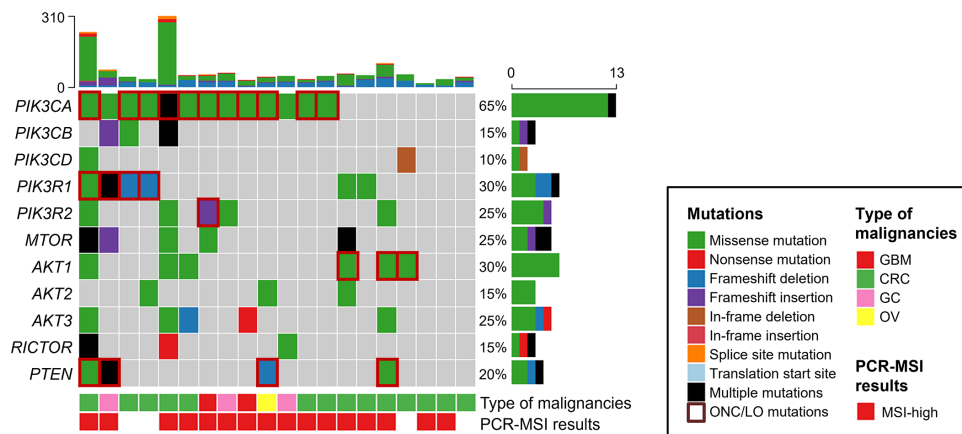 310
0
0 13
PIK3CA 65%
PIK3CB 15%
PIK3CD 10%
PIK3R1 30%
PIK3R2 25%
MTOR 25%
AKT1 30%
AKT2 15%
AKT3 25%
RICTOR 15%
PTEN 20%
Type of malignancies
PCR-MSI results
Mutations
Missense mutation
Nonsense mutation
Frameshift deletion
Frameshift insertion
In-frame deletion
In-frame insertion
Splice site mutation
Translation start site
Multiple mutations
ONC/LO mutations
Type of
malignancies
GBM
CRC
GC
OV
PCR-MSI
results
MSI-high